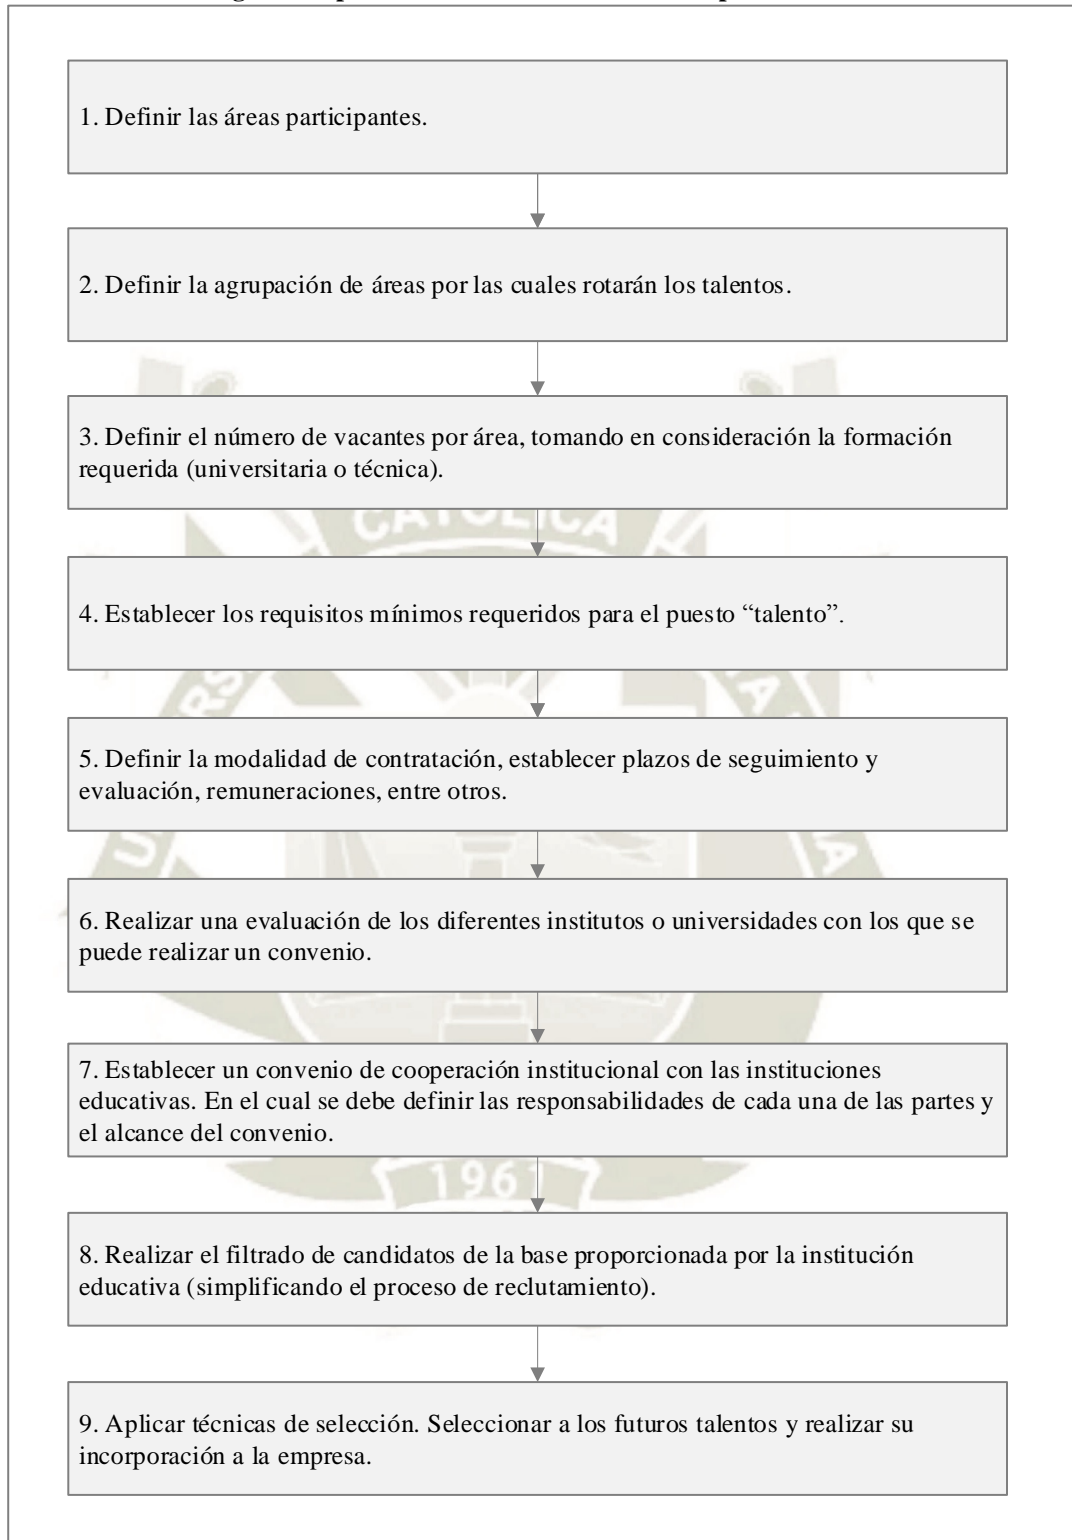 1. Definir las áreas participantes.
2. Definir la agrupación de áreas por las cuales rotarán los talentos.
3. Definir el número de vacantes por área, tomando en consideración la formación
requerida (universitaria o técnica).
CATÓLICA
4. Establecer los requisitos mínimos requeridos para el puesto “talento”.
5. Definir la modalidad de contratación, establecer plazos de seguimiento y
evaluación, remuneraciones, entre otros.
6. Realizar una evaluación de los diferentes institutos o universidades con los que se
puede realizar un convenio.
7. Establecer un convenio de cooperación institucional con las instituciones
educativas. En el cual se debe definir las responsabilidades de cada una de las partes y
el alcance del convenio.
1961
8. Realizar el filtrado de candidatos de la base proporcionada por la institución
educativa (simplificando el proceso de reclutamiento).
9. Aplicar técnicas de selección. Seleccionar a los futuros talentos y realizar su
incorporación a la empresa.